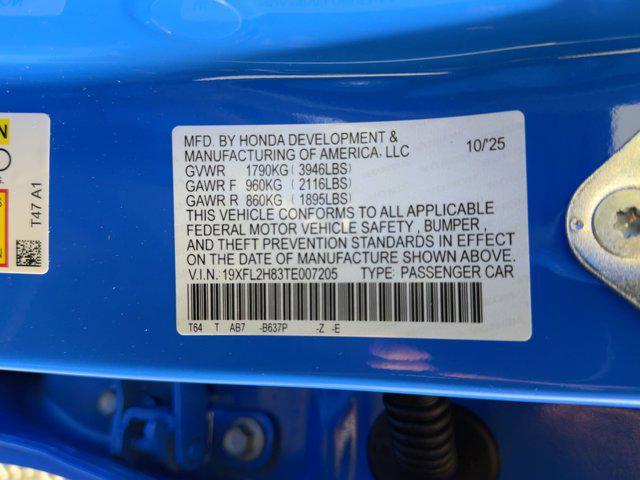 MFD. BY HONDA DEVELOPMENT &
MANUFACTURING OF AMERICA, LLC 10/'25
GVWR 1790KG ( 3946LBS)
GAWR F 960KG ( 2116LBS)
GAWR R 860KG ( 1895LBS)
THIS VEHICLE CONFORMS TO ALL APPLICABLE
FEDERAL MOTOR VEHICLE SAFETY , BUMPER ,
AND THEFT PREVENTION STANDARDS IN EFFECT
ON THE DATE OF MANUFACTURE SHOWN ABOVE.
V.I.N. 19XFL2H83TE007205 TYPE: PASSENGER CAR
T64 T AB7 -B637P -Z -E
T47 A1